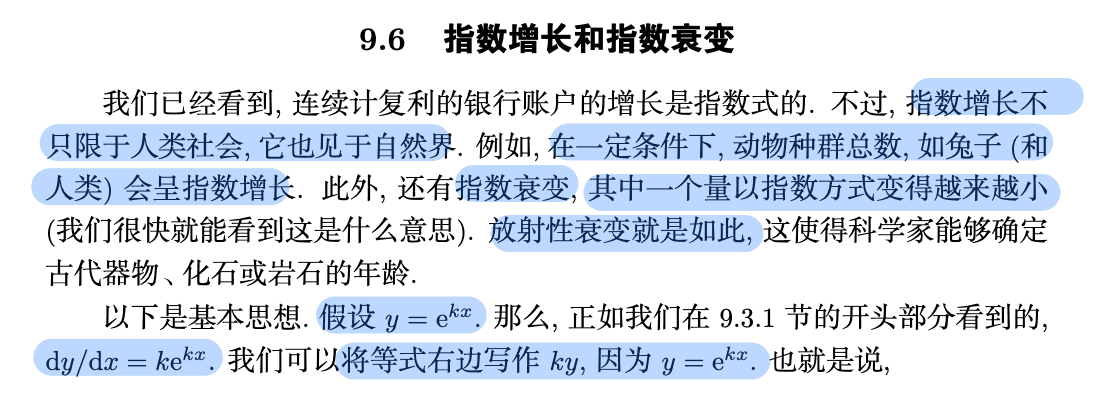 9.6 指数增长和指数衰变
我们已经看到, 连续计复利的银行账户的增长是指数式的. 不过, 指数增长不
只限于人类社会, 它也见于自然界. 例如, 在一定条件下, 动物种群总数, 如兔子 (和
人类) 会呈指数增长. 此外, 还有指数衰变, 其中一个量以指数方式变得越来越小
(我们很快就能看到这是什么意思). 放射性衰变就是如此, 这使得科学家能够确定
古代器物、化石或岩石的年龄.
以下是基本思想. 假设 y = e^{kx}. 那么, 正如我们在 9.3.1 节的开头部分看到的,
dy/dx = ke^{kx}. 我们可以将等式右边写作 ky, 因为 y = e^{kx}. 也就是说,